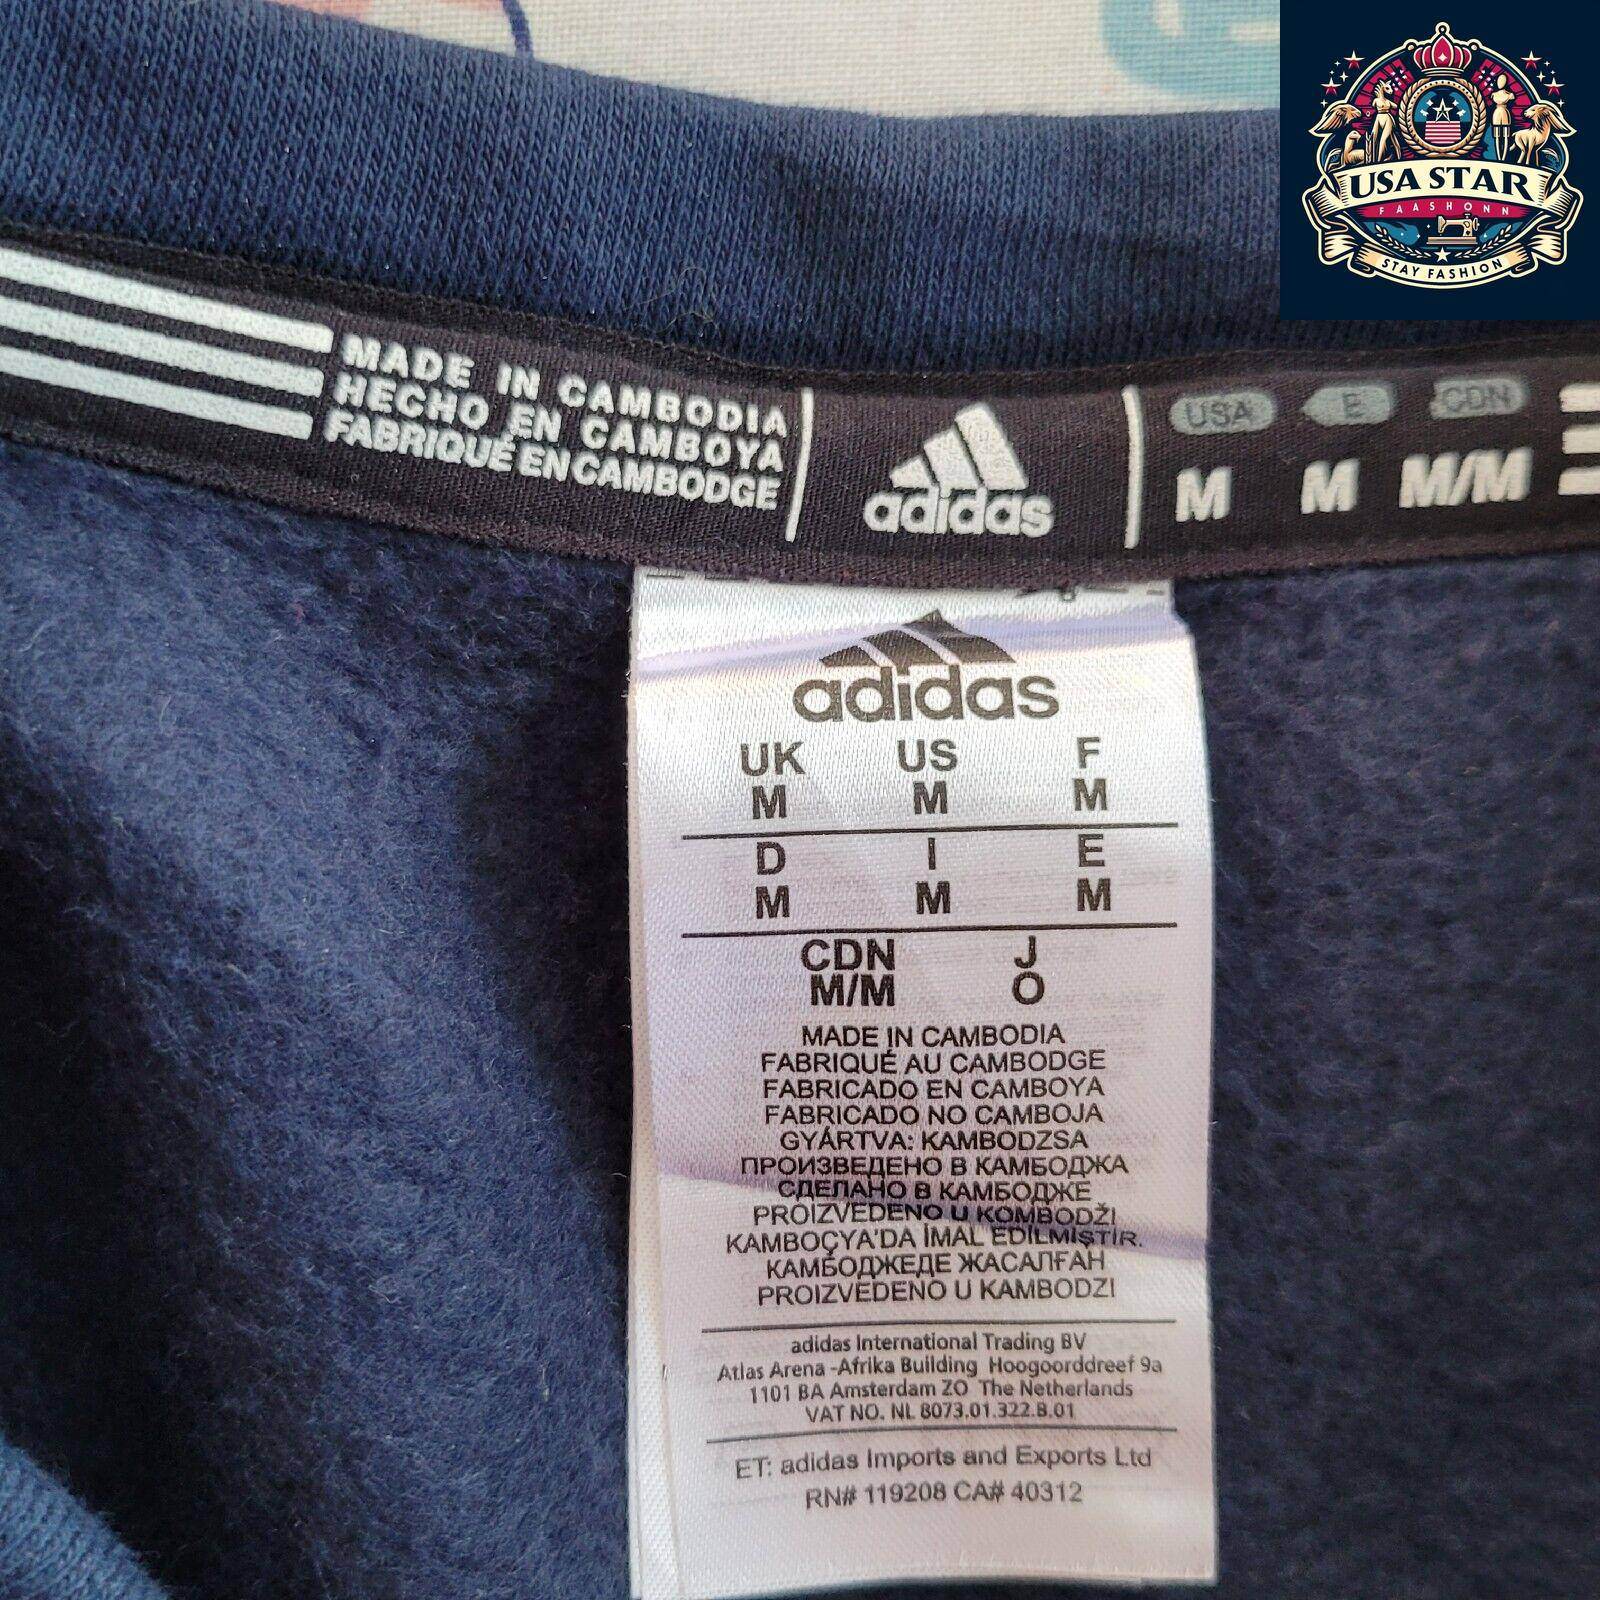 USA STAR
FAASHONN
STAY FASHION
MADE IN CAMBODIA
HECHO EN CAMBOYA
FABRIQUÉ EN CAMBODGE
adidas
USA E CDN
M M M/M
adidas
UK US F
M M M
D I E
M M M
CDN J
M/M O
MADE IN CAMBODIA
FABRIQUÉ AU CAMBODGE
FABRICADO EN CAMBOYA
FABRICADO NO CAMBOJA
GYÁRTVA: KAMBODZSA
ПРОИЗВЕДЕНО В КАМБОДЖА
СДЕЛАНО В КАМБОДЖЕ
PROIZVEDENO U KOMBODŽI
KAMBOÇYA'DA İMAL EDİLMİŞTİR.
КАМБОДЖЕДЕ ЖАСАЛҒАН
PROIZVEDENO U KAMBODZI
adidas International Trading BV
Atlas Arena -Afrika Building Hoogoorddreef 9a
1101 BA Amsterdam ZO The Netherlands
VAT NO. NL 8073.01.322.B.01
ET: adidas Imports and Exports Ltd
RN# 119208 CA# 40312